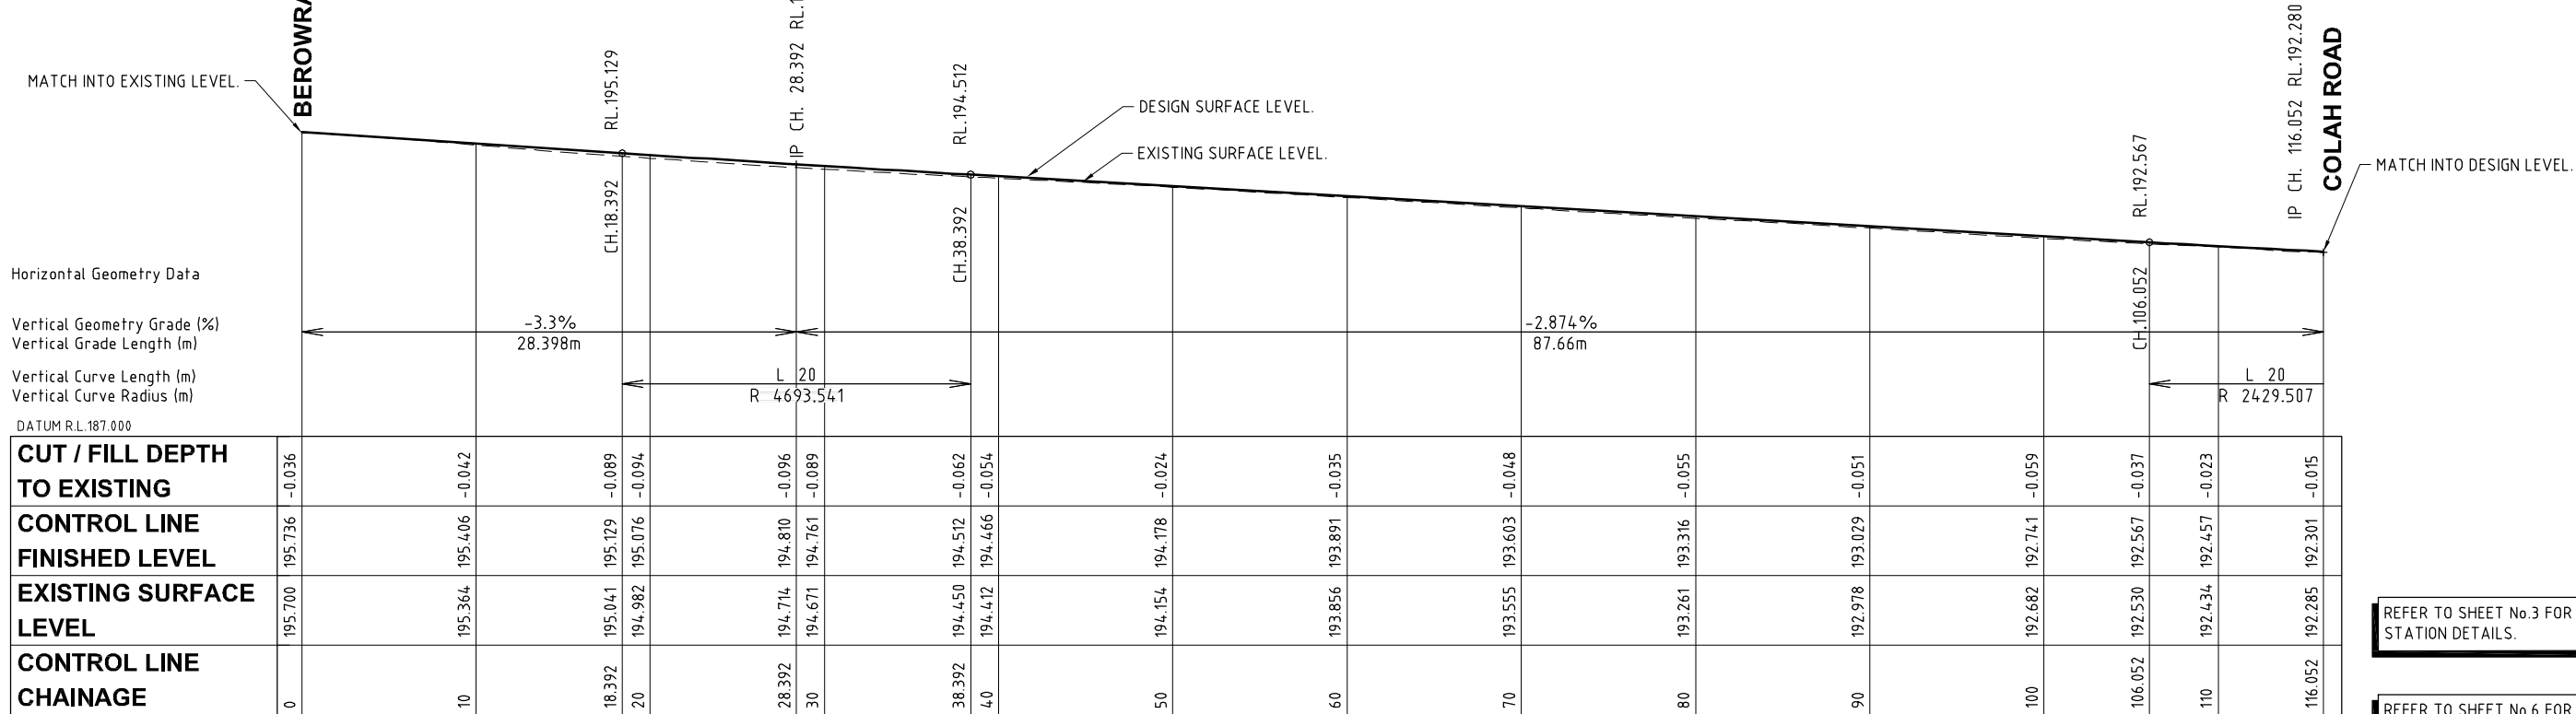 BEROWRA
MATCH INTO EXISTING LEVEL.
RL.195.129
CH.18.392
IP CH. 28.392 RL.1
RL.194.512
CH.38.392
DESIGN SURFACE LEVEL.
EXISTING SURFACE LEVEL.
RL.192.567
CH.106.052
IP CH. 116.052 RL.192.280
COLAH ROAD
MATCH INTO DESIGN LEVEL.
Horizontal Geometry Data
Vertical Geometry Grade (%) -3.3% -2.874%
Vertical Grade Length (m) 28.398m 87.66m
Vertical Curve Length (m) L 20 L 20
Vertical Curve Radius (m) R 4693.541 R 2429.507
DATUM R.L.187.000
CUT / FILL DEPTH
TO EXISTING
-0.036 -0.042 -0.089 -0.094 -0.096 -0.089 -0.062 -0.054 -0.024 -0.035 -0.048 -0.055 -0.051 -0.059 -0.037 -0.023 -0.015
CONTROL LINE
FINISHED LEVEL
195.736 195.406 195.129 195.076 194.810 194.761 194.512 194.466 194.178 193.891 193.603 193.316 193.029 192.741 192.567 192.457 192.301
EXISTING SURFACE
LEVEL
195.700 195.364 195.041 194.982 194.714 194.671 194.450 194.412 194.154 193.856 193.555 193.261 192.978 192.682 192.530 192.434 192.285
CONTROL LINE
CHAINAGE
0 10 18.392 20 28.392 30 38.392 40 50 60 70 80 90 100 106.052 110 116.052
REFER TO SHEET No.3 FOR
STATION DETAILS.
REFER TO SHEET No.6 FOR